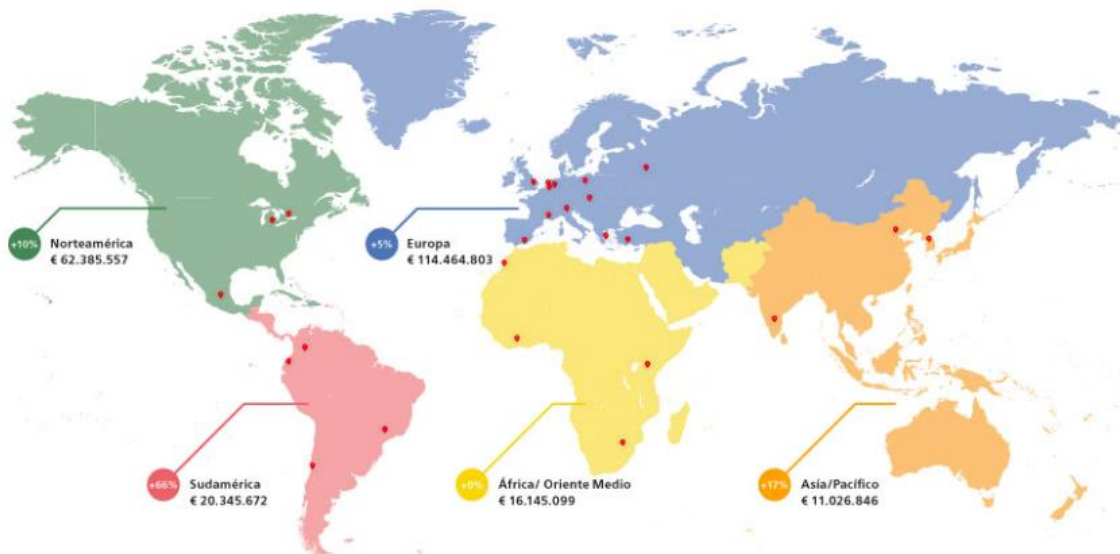 +10%
Norteamérica
€ 62.385.557
+5%
Europa
€ 114.464.803
+66%
Sudamérica
€ 20.345.672
+0%
África/ Oriente Medio
€ 16.145.099
+17%
Asía/Pacífico
€ 11.026.846